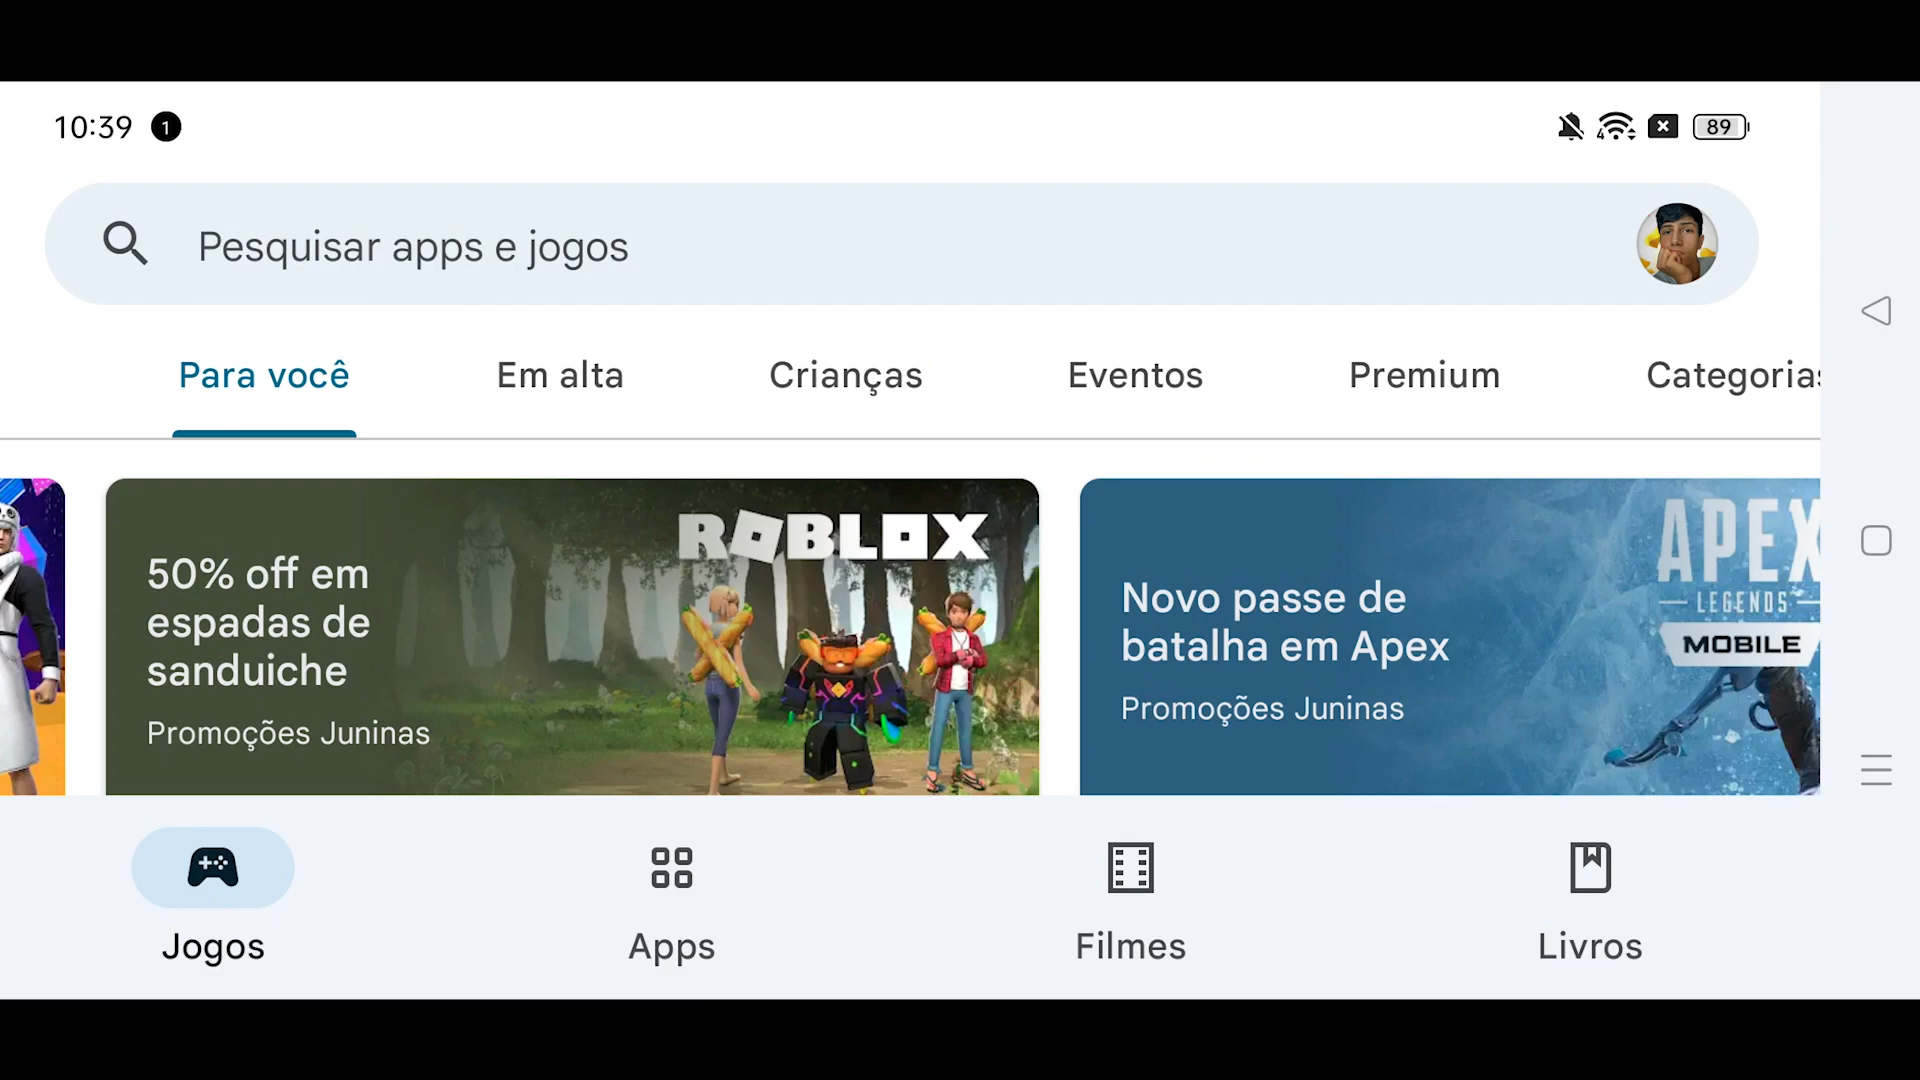 10:39 1 89
Pesquisar apps e jogos
Para você Em alta Crianças Eventos Premium Categorias
ROBLOX
50% off em
espadas de
sanduiche
Promoções Juninas
APEX
LEGENDS
MOBILE
Novo passe de
batalha em Apex
Promoções Juninas
Jogos Apps Filmes Livros